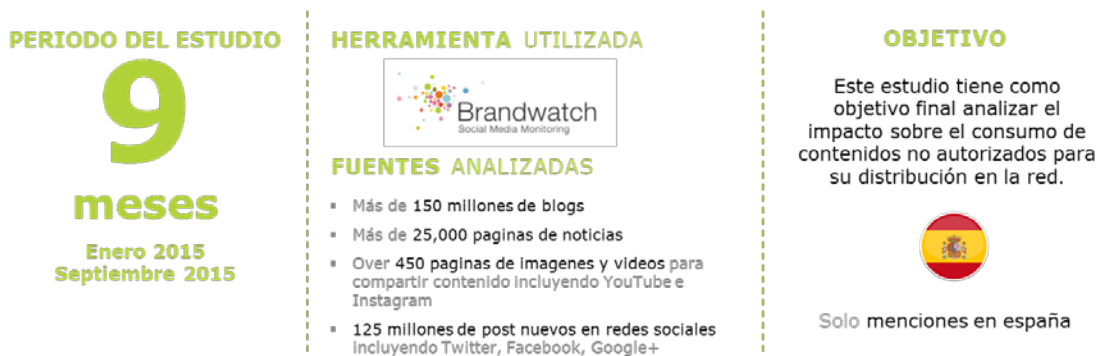 PERIODO DEL ESTUDIO
9
meses
Enero 2015
Septiembre 2015
HERRAMIENTA UTILIZADA
Brandwatch
Social Media Monitoring
FUENTES ANALIZADAS
▪ Más de 150 millones de blogs
▪ Más de 25,000 paginas de noticias
▪ Over 450 paginas de imagenes y videos para
compartir contenido incluyendo YouTube e
Instagram
▪ 125 millones de post nuevos en redes sociales
incluyendo Twitter, Facebook, Google+
OBJETIVO
Este estudio tiene como
objetivo final analizar el
impacto sobre el consumo de
contenidos no autorizados para
su distribución en la red.
Solo menciones en españa